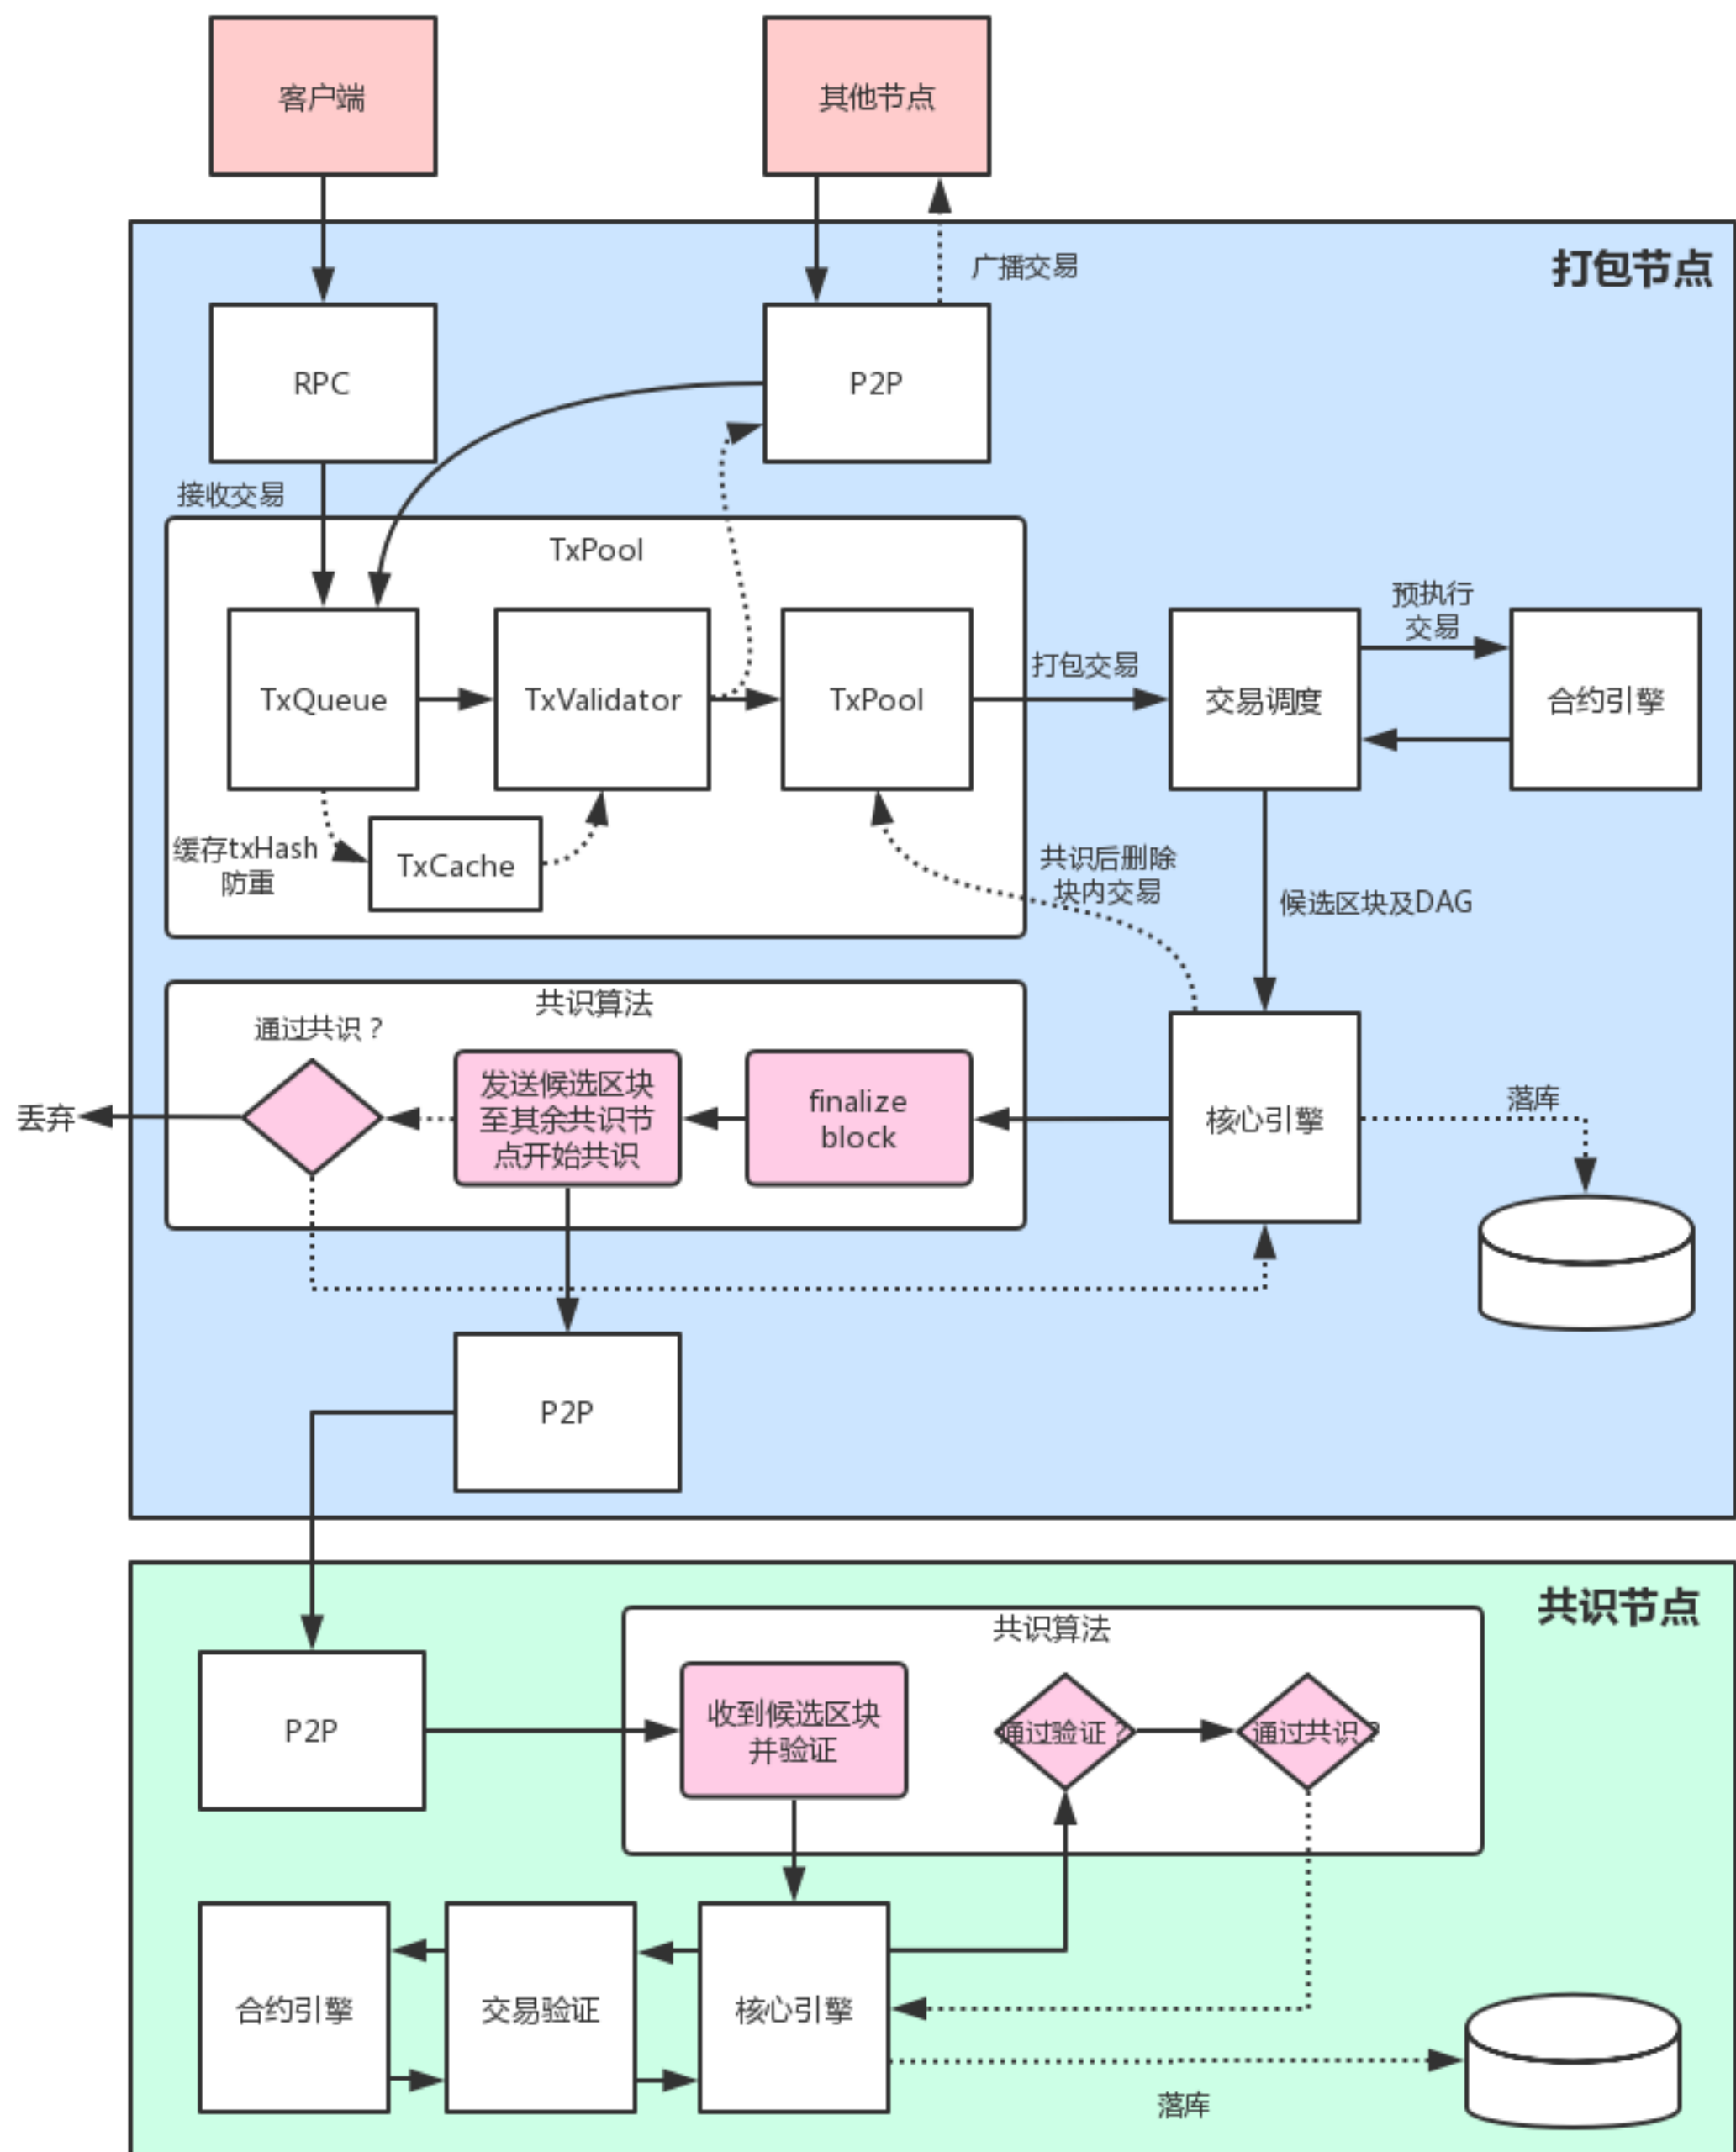 客户端
其他节点
打包节点
广播交易
RPC
P2P
接收交易
TxPool
预执行
交易
打包交易
TxQueue
TxValidator
TxPool
交易调度
合约引擎
缓存txHash
防重
TxCache
共识后删除
块内交易
候选区块及DAG
共识算法
通过共识？
丢弃
发送候选区块
至其余共识节
点开始共识
finalize
block
核心引擎
落库
P2P
共识节点
共识算法
P2P
收到候选区块
并验证
通过验证？
通过共识？
合约引擎
交易验证
核心引擎
落库